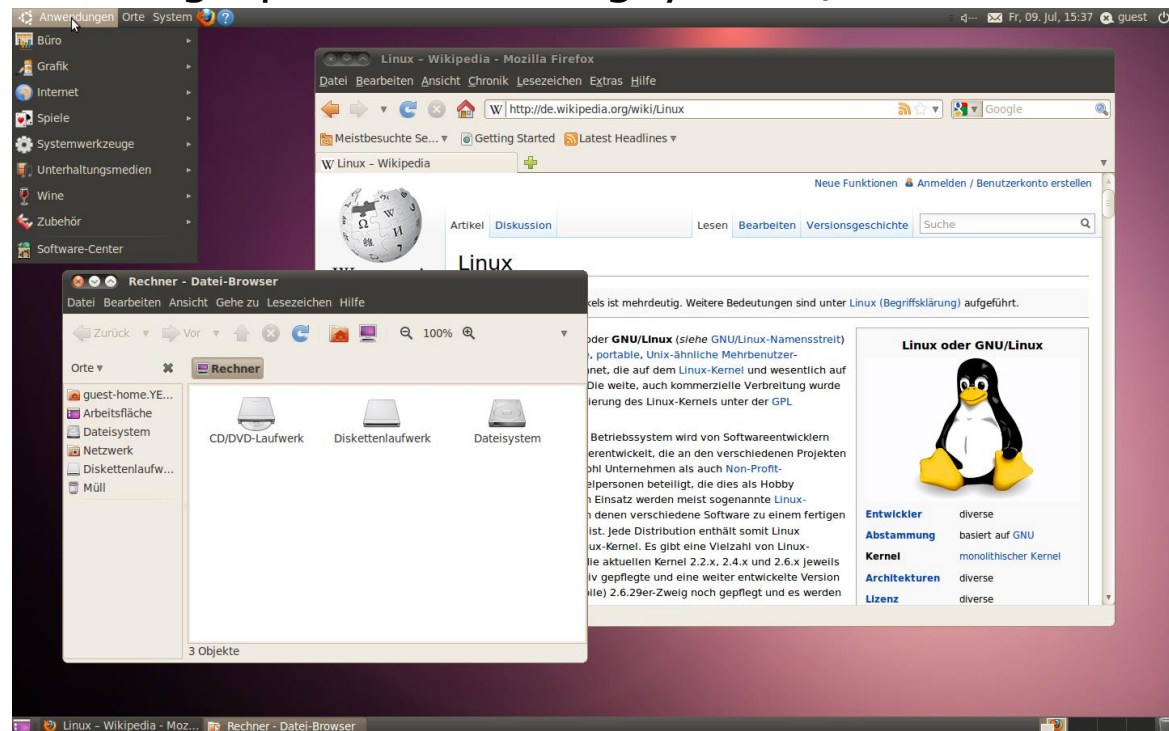 Anwendungen Orte System
Fr, 09. Jul, 15:37 guest
Büro
Grafik
Internet
Spiele
Systemwerkzeuge
Unterhaltungsmedien
Wine
Zubehör
Software-Center
Linux – Wikipedia - Mozilla Firefox
Datei Bearbeiten Ansicht Chronik Lesezeichen Extras Hilfe
W http://de.wikipedia.org/wiki/Linux
Google
Meistbesuchte Se... Getting Started Latest Headlines
W Linux – Wikipedia
Neue Funktionen Anmelden / Benutzerkonto erstellen
Artikel Diskussion Lesen Bearbeiten Versionsgeschichte Suche
Linux
ist mehrdeutig. Weitere Bedeutungen sind unter Linux (Begriffsklärung) aufgeführt.
oder GNU/Linux (siehe GNU/Linux-Namensstreit)
, portable, Unix-ähnliche Mehrbenutzer-
net, die auf dem Linux-Kernel und wesentlich auf
Die weite, auch kommerzielle Verbreitung wurde
ierung des Linux-Kernels unter der GPL
Betriebssystem wird von Softwareentwicklern
erentwickelt, die an den verschiedenen Projekten
ohl Unternehmen als auch Non-Profit-
elpersonen beteiligt, die dies als Hobby
Einsatz werden meist sogenannte Linux-
denen verschiedene Software zu einem fertigen
ist. Jede Distribution enthält somit Linux
ux-Kernel. Es gibt eine Vielzahl von Linux-
die aktuellen Kernel 2.2.x, 2.4.x und 2.6.x jeweils
iv gepflegte und eine weiter entwickelte Version
2.6.29er-Zweig noch gepflegt und es werden
Linux oder GNU/Linux
Entwickler diverse
Abstammung basiert auf GNU
Kernel monolithischer Kernel
Architekturen diverse
Lizenz diverse
Rechner - Datei-Browser
Datei Bearbeiten Ansicht Gehe zu Lesezeichen Hilfe
Zurück Vor 100%
Orte Rechner
guest-home.YE...
Arbeitsfläche
Dateisystem
Netzwerk
Diskettenlaufw...
Müll
CD/DVD-Laufwerk Diskettenlaufwerk Dateisystem
3 Objekte
Linux – Wikipedia - Moz... Rechner - Datei-Browser